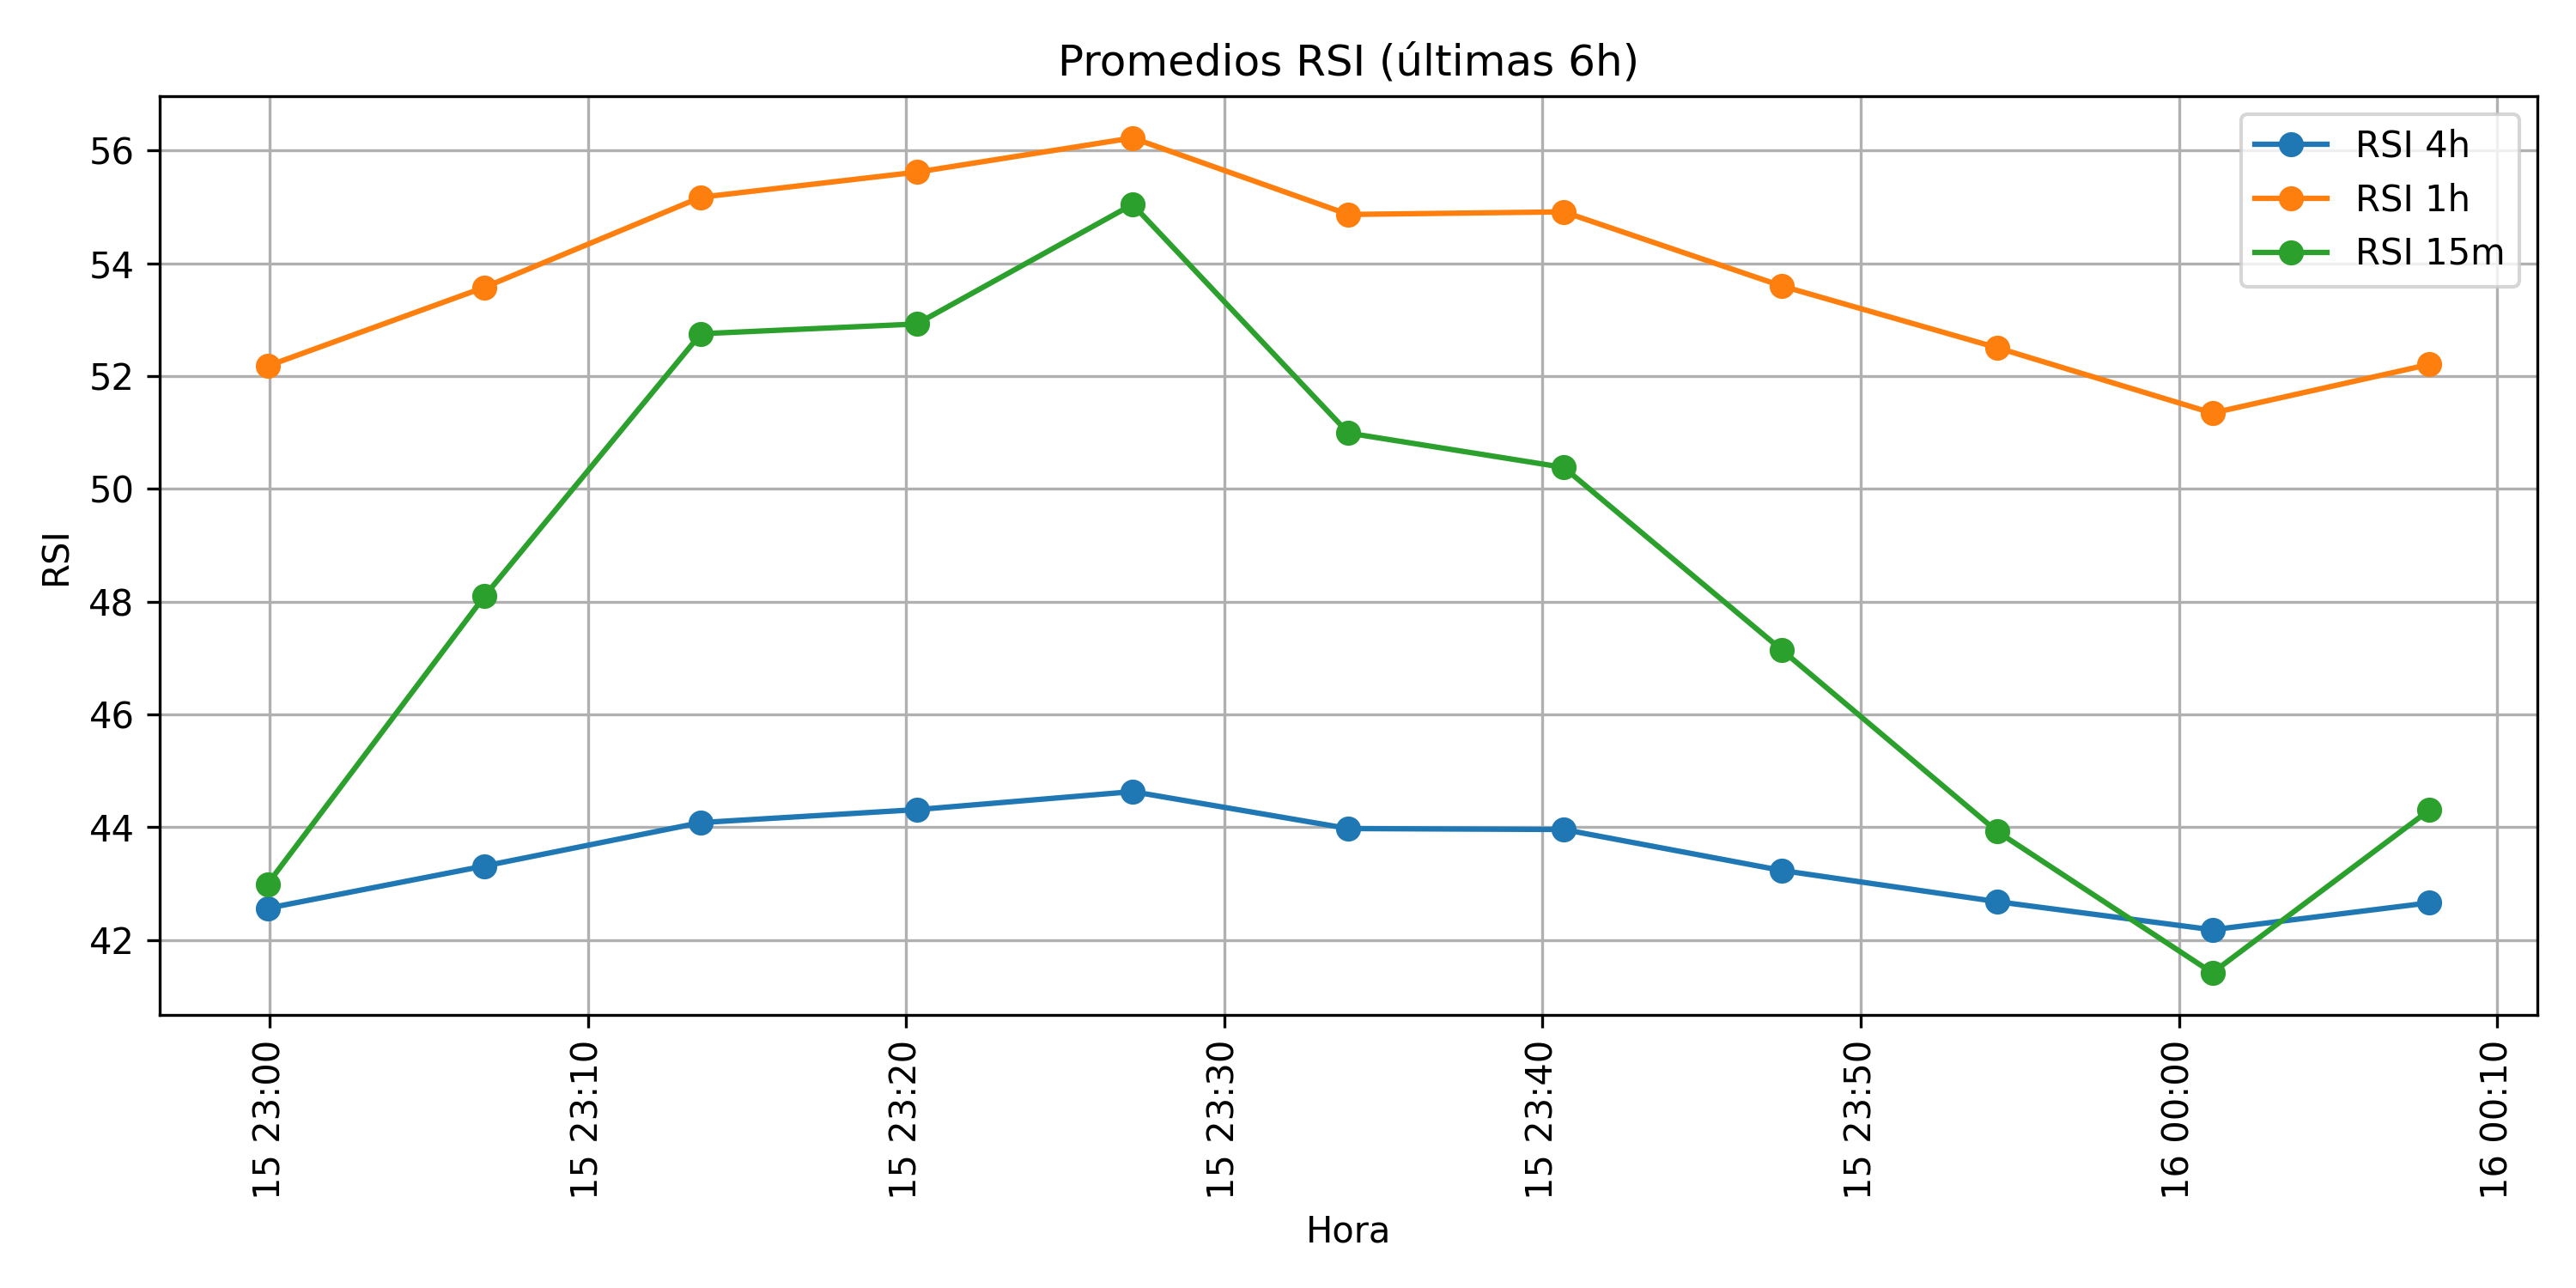 Promedios RSI (últimas 6h)
RSI 4h
RSI 1h
RSI 15m
56
54
52
50
48
46
44
42
RSI
15 23:00
15 23:10
15 23:20
15 23:30
15 23:40
15 23:50
16 00:00
16 00:10
Hora